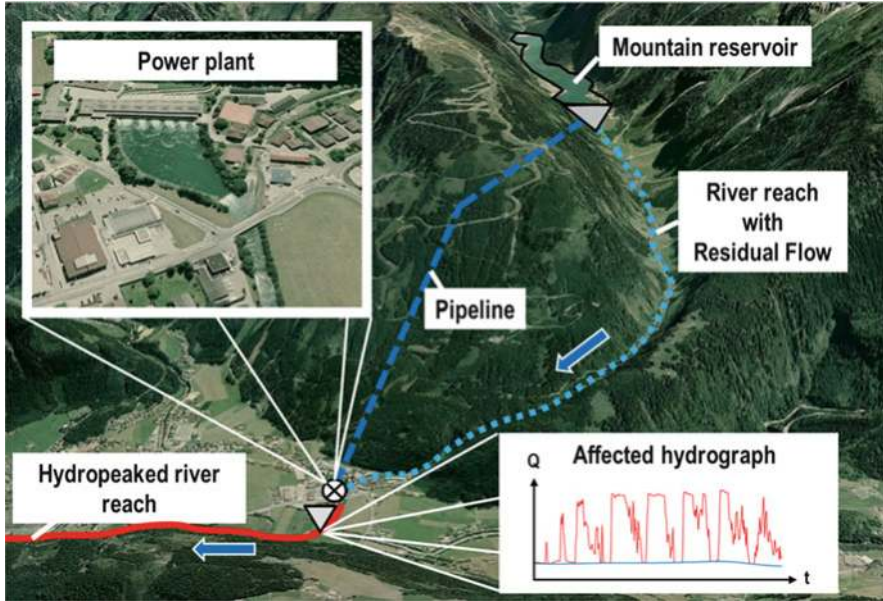 Power plant
Mountain reservoir
River reach
with
Residual Flow
Pipeline
Hydropeaked river
reach
Affected hydrograph
Q
t